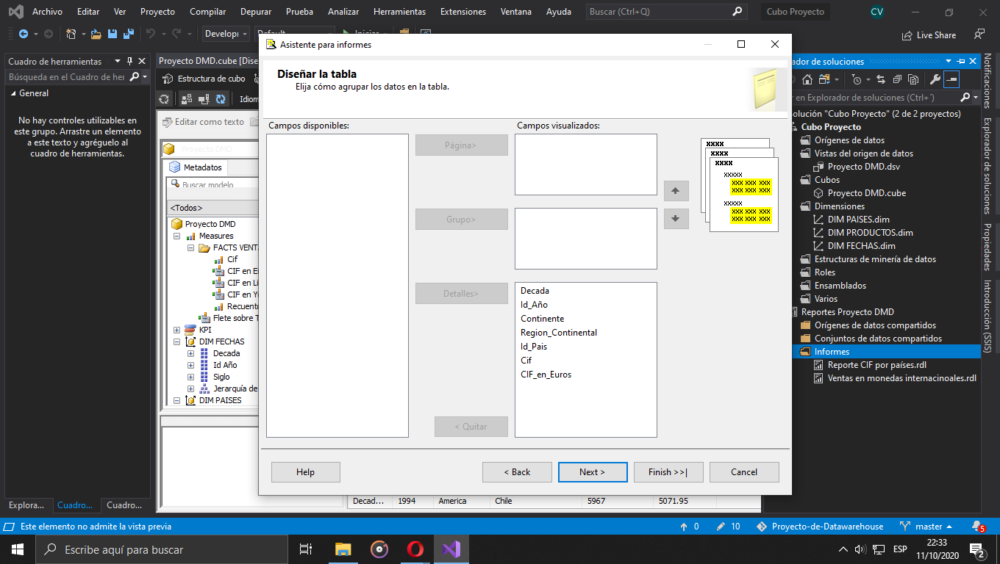 Archivo Editar Ver Proyecto Compilar Depurar Prueba Analizar Herramientas Extensiones Ventana Ayuda Buscar (Ctrl+Q) Cubo Proyecto CV
Developi Default Iniciar Live Share
Cuadro de herramientas
Búsqueda en el Cuadro de her
General
No hay controles utilizables en
este grupo. Arrastre un elemento
a este texto y agréguelo al
cuadro de herramientas.
Explora... Cuadro... Cuadro...
Proyecto DMD.cube [Dise
Estructura de cubo
Idiom
Editar como texto
Proyecto DMD
Metadatos
Buscar modelo
<Todos>
Proyecto DMD
Measures
FACTS VENT
Cif
CIF en E
CIF en Li
CIF en Y
Recuento
Flete sobre T
KPI
DIM FECHAS
Decada
Id Año
Siglo
Jerarquía de
DIM PAISES
Asistente para informes
Diseñar la tabla
Elija cómo agrupar los datos en la tabla.
Campos disponibles:
Campos visualizados:
Página>
Grupo>
Detalles>
< Quitar
Decada
Id_Año
Continente
Region_Continental
Id_Pais
Cif
CIF_en_Euros
xxxx
xxxx
xxxx
xxxxx
xxx xxx xxx
xxx xxx xxx
xxxxx
xxx xxx xxx
xxx xxx xxx
Help < Back Next > Finish >>| Cancel
Decad... 1994 America Chile 5967 5071.95
ador de soluciones
r en Explorador de soluciones (Ctrl+´)
olución "Cubo Proyecto" (2 de 2 proyectos)
Cubo Proyecto
Orígenes de datos
Vistas del origen de datos
Proyecto DMD.dsv
Cubos
Proyecto DMD.cube
Dimensiones
DIM PAISES.dim
DIM PRODUCTOS.dim
DIM FECHAS.dim
Estructuras de minería de datos
Roles
Ensamblados
Varios
Reportes Proyecto DMD
Orígenes de datos compartidos
Conjuntos de datos compartidos
Informes
Reporte CIF por países.rdl
Ventas en monedas internacinoales.rdl
Notificaciones
Explorador de soluciones
Propiedades
Introducción (SSIS)
Este elemento no admite la vista previa 0 10 Proyecto-de-Datawarehouse master 5
Escribe aquí para buscar
ESP
22:33
11/10/2020
2